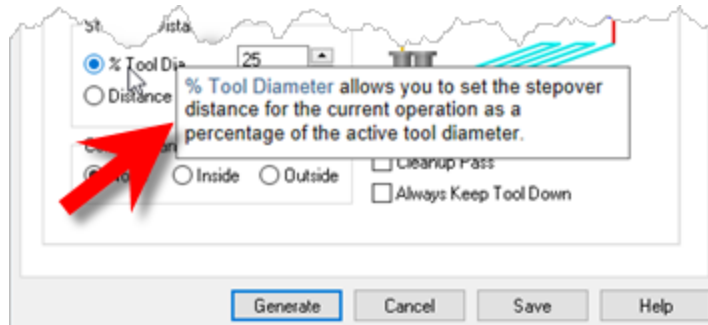 % Tool Dia 25
% Tool Diameter allows you to set the stepover
distance for the current operation as a
percentage of the active tool diameter.
Distance
Cleanup Pass
Inside Outside
Always Keep Tool Down
Generate Cancel Save Help